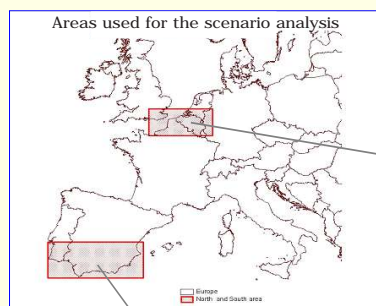 Areas used for the scenario analysis
Europe
North and South area